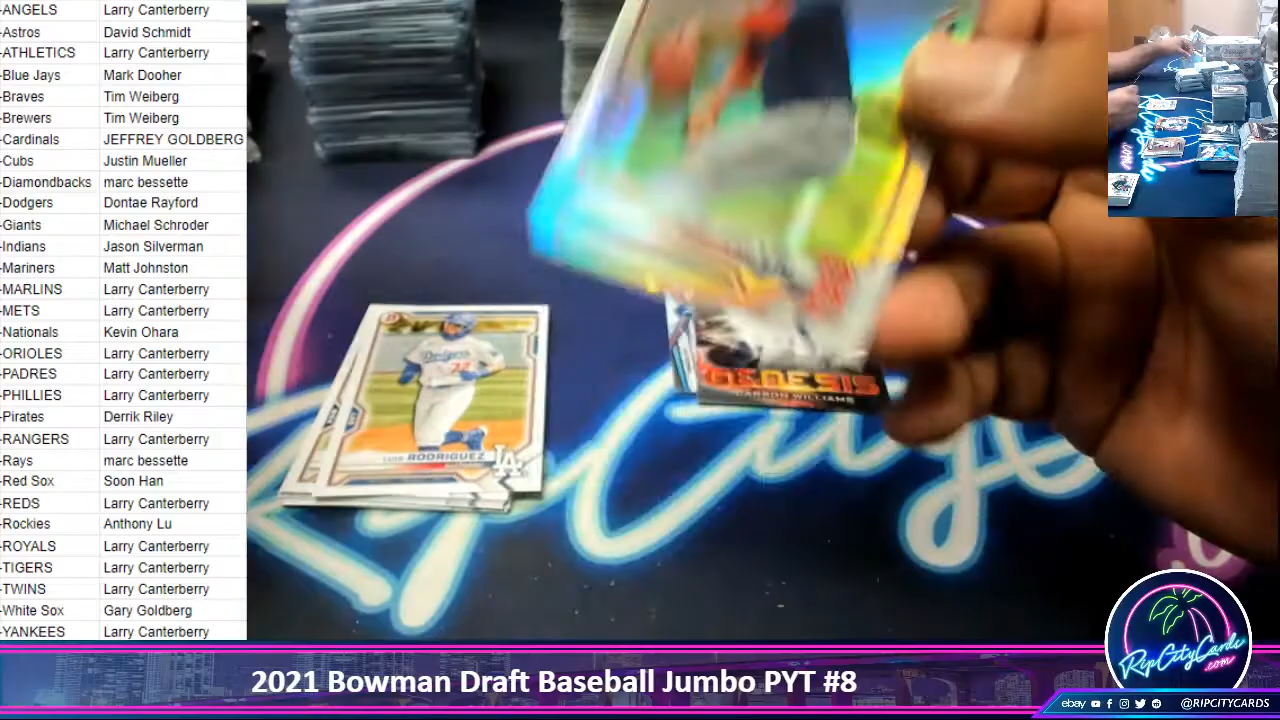 -ANGELS Larry Canterberry
-Astros David Schmidt
-ATHLETICS Larry Canterberry
-Blue Jays Mark Dooher
-Braves Tim Weiberg
-Brewers Tim Weiberg
-Cardinals JEFFREY GOLDBERG
-Cubs Justin Mueller
-Diamondbacks marc bessette
-Dodgers Dontae Rayford
-Giants Michael Schroder
-Indians Jason Silverman
-Mariners Matt Johnston
-MARLINS Larry Canterberry
-METS Larry Canterberry
-Nationals Kevin Ohara
-ORIOLES Larry Canterberry
-PADRES Larry Canterberry
-PHILLIES Larry Canterberry
-Pirates Derrik Riley
-RANGERS Larry Canterberry
-Rays marc bessette
-Red Sox Soon Han
-REDS Larry Canterberry
-Rockies Anthony Lu
-ROYALS Larry Canterberry
-TIGERS Larry Canterberry
-TWINS Larry Canterberry
-White Sox Gary Goldberg
-YANKEES Larry Canterberry
Dodgers
LUIS RODRIGUEZ
LA
GENESIS
CARSON WILLIAMS
2021 Bowman Draft Baseball Jumbo PYT #8
RipCityCards
.com
ebay @RIPCITYCARDS